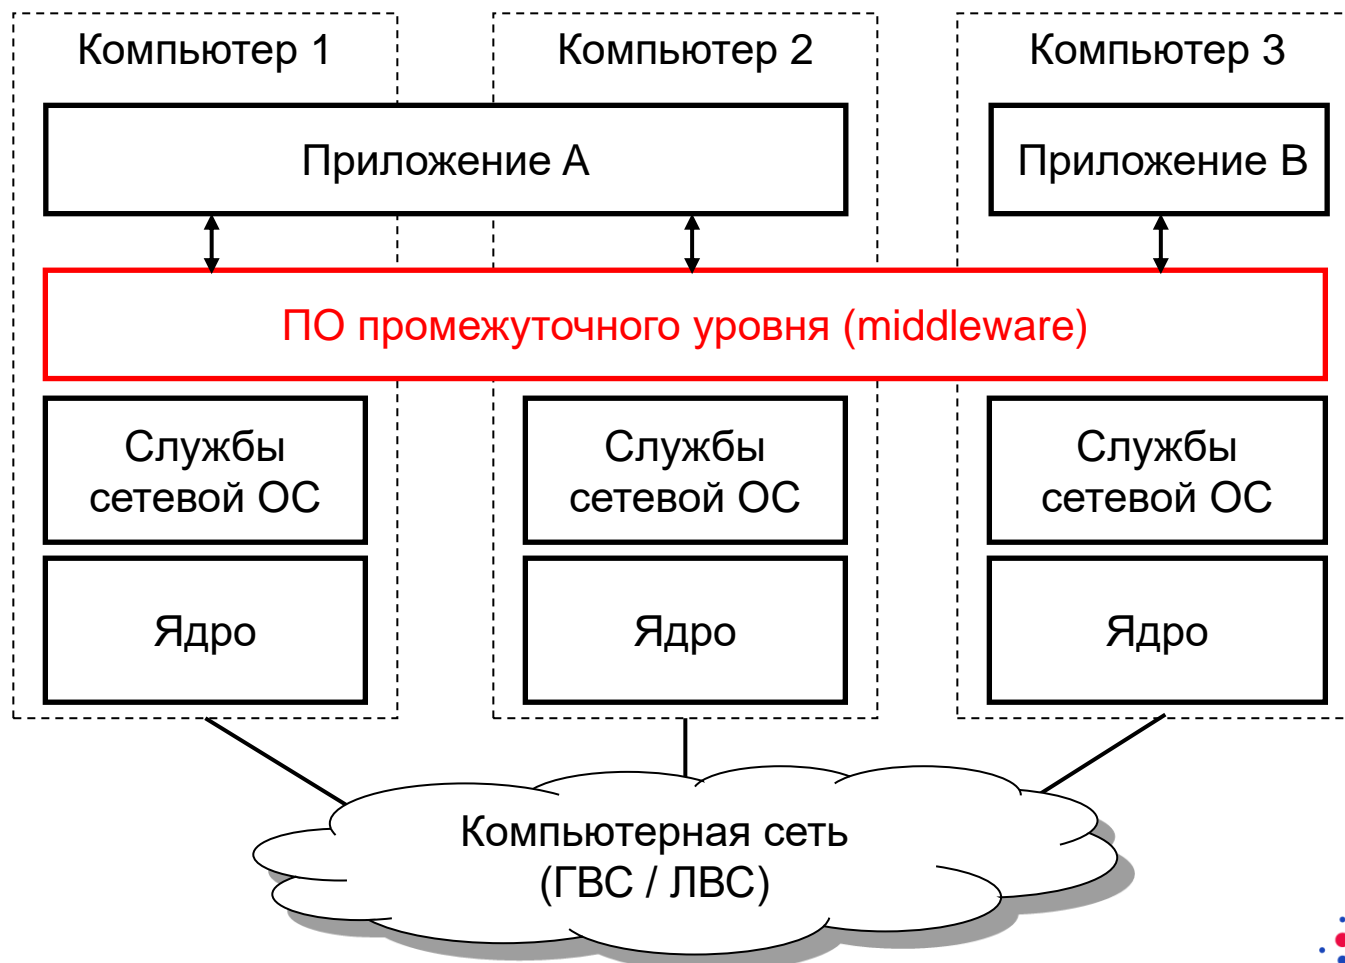 Компьютер 1
Компьютер 2
Компьютер 3
Приложение А
Приложение В
ПО промежуточного уровня (middleware)
Службы
сетевой ОС
Службы
сетевой ОС
Службы
сетевой ОС
Ядро
Ядро
Ядро
Компьютерная сеть
(ГВС / ЛВС)